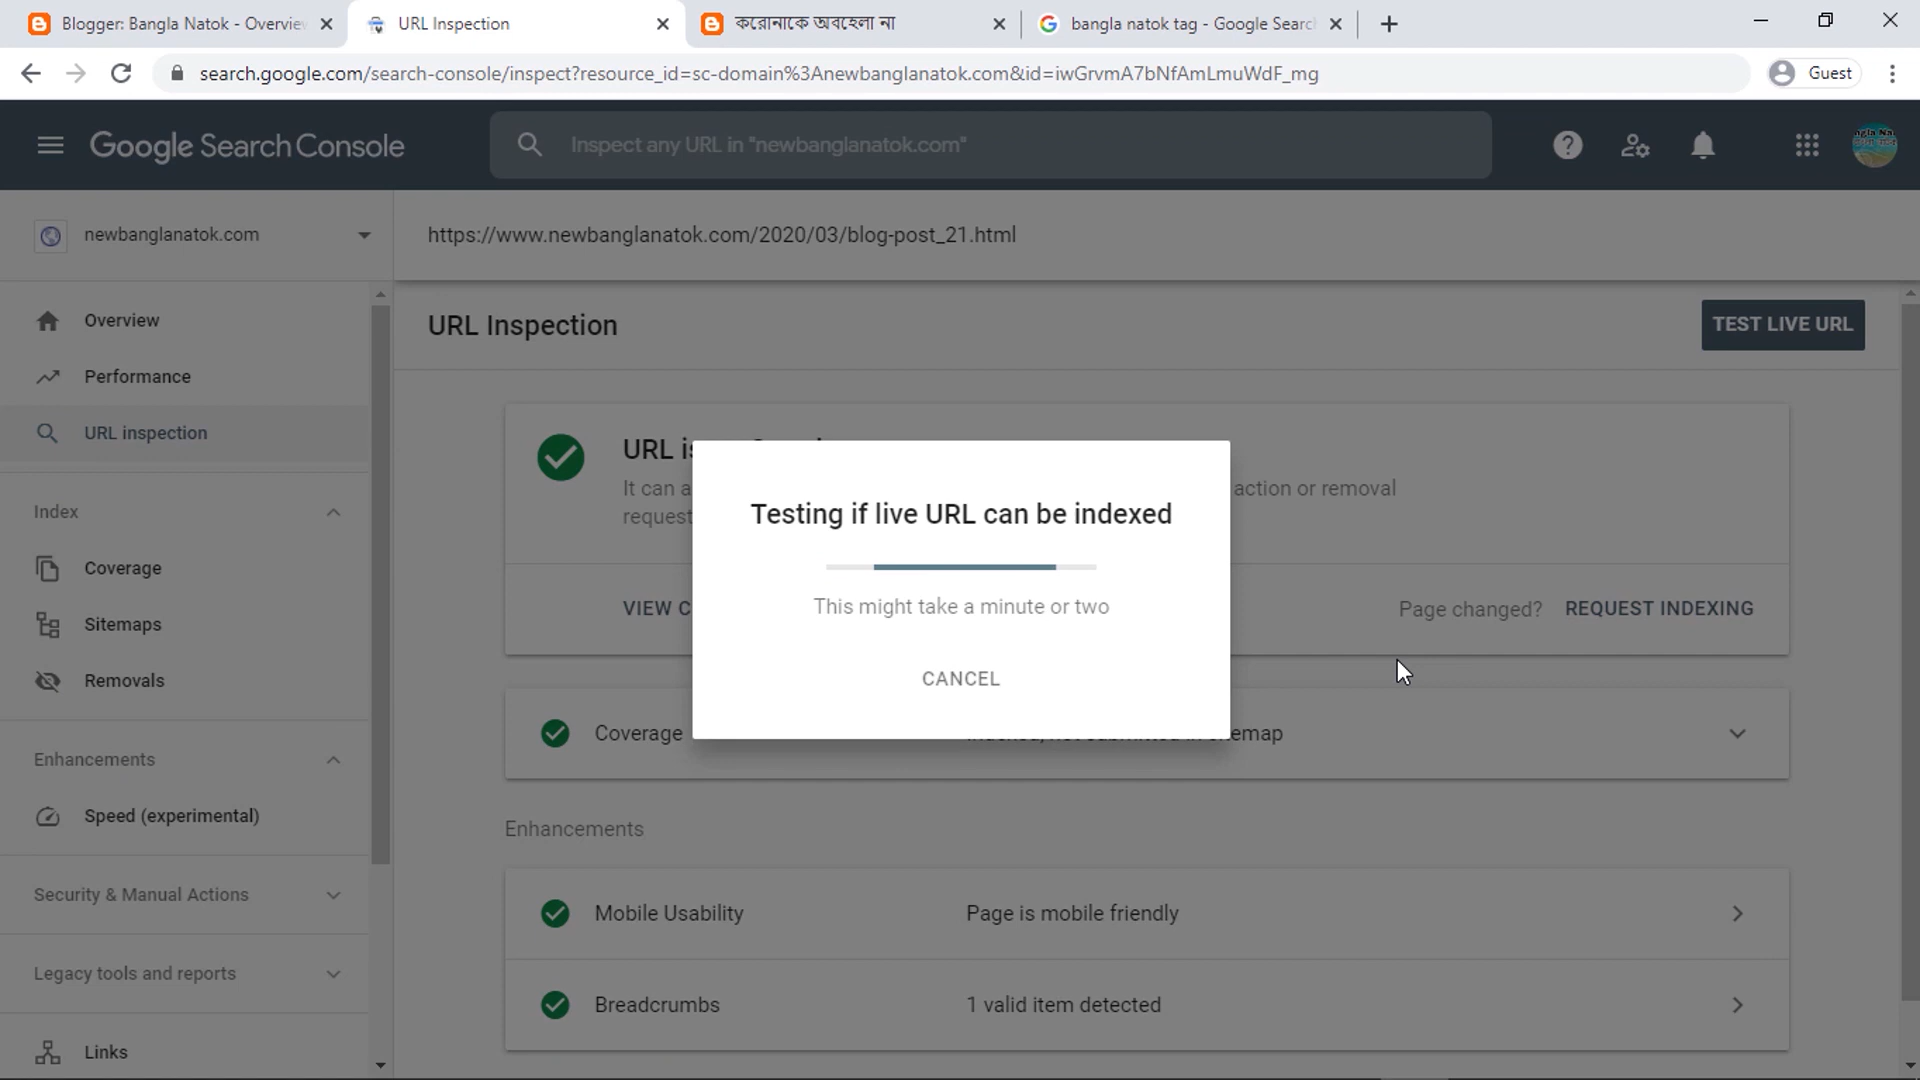 Blogger: Bangla Natok - Overview
URL Inspection
করোনাকে অবহেলা না
bangla natok tag - Google Search
search.google.com/search-console/inspect?resource_id=sc-domain%3Anewbanglanatok.com&id=iwGrvmA7bNfAmLmuWdF_mg
Guest
Google Search Console
Inspect any URL in "newbanglanatok.com"
newbanglanatok.com
https://www.newbanglanatok.com/2020/03/blog-post_21.html
Overview
Performance
URL inspection
Index
Coverage
Sitemaps
Removals
Enhancements
Speed (experimental)
Security & Manual Actions
Legacy tools and reports
Links
URL Inspection
TEST LIVE URL
URL
It can
action or removal
request
VIEW
Page changed? REQUEST INDEXING
Testing if live URL can be indexed
This might take a minute or two
CANCEL
Coverage
Enhancements
Mobile Usability Page is mobile friendly
Breadcrumbs 1 valid item detected